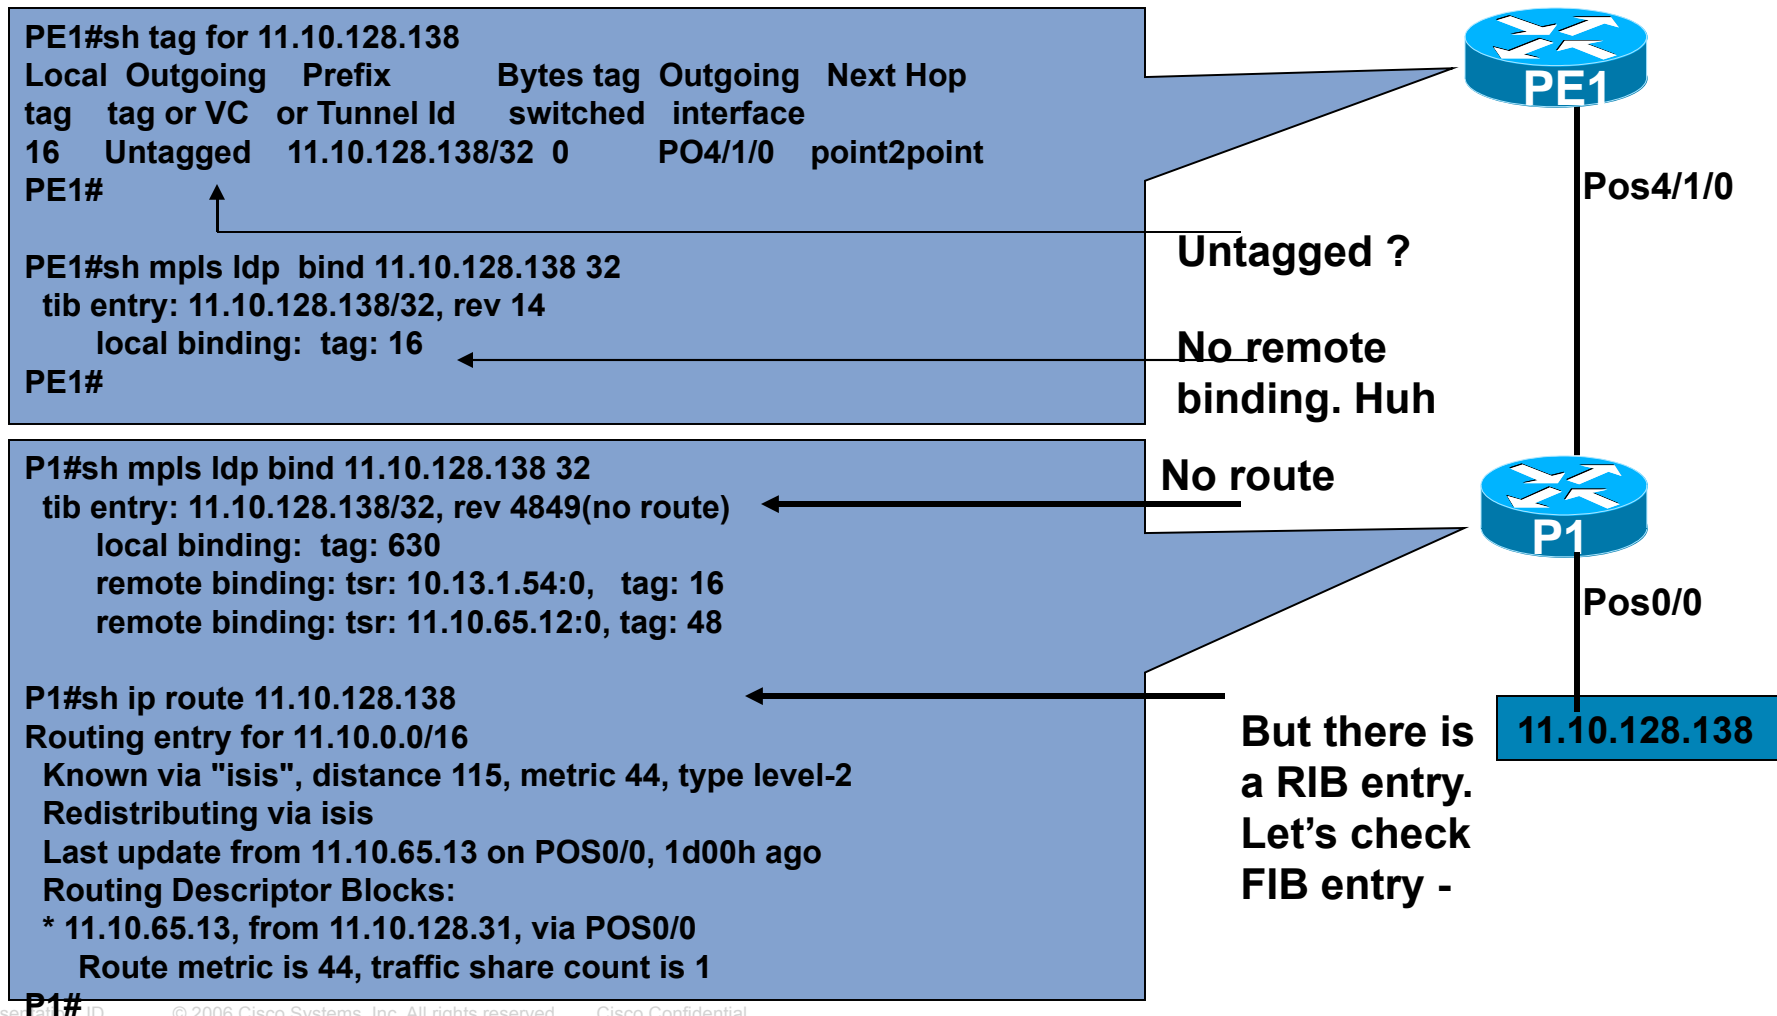 PE1#sh tag for 11.10.128.138
Local Outgoing Prefix Bytes tag Outgoing Next Hop
tag tag or VC or Tunnel Id switched interface
16 Untagged 11.10.128.138/32 0 PO4/1/0 point2point
PE1#
PE1#sh mpls ldp bind 11.10.128.138 32
tib entry: 11.10.128.138/32, rev 14
local binding: tag: 16
PE1#
PE1
Pos4/1/0
Untagged ?
No remote
binding. Huh
P1#sh mpls ldp bind 11.10.128.138 32
tib entry: 11.10.128.138/32, rev 4849(no route)
local binding: tag: 630
remote binding: tsr: 10.13.1.54:0, tag: 16
remote binding: tsr: 11.10.65.12:0, tag: 48
P1#sh ip route 11.10.128.138
Routing entry for 11.10.0.0/16
Known via "isis", distance 115, metric 44, type level-2
Redistributing via isis
Last update from 11.10.65.13 on POS0/0, 1d00h ago
Routing Descriptor Blocks:
* 11.10.65.13, from 11.10.128.31, via POS0/0
Route metric is 44, traffic share count is 1
P1#
No route
P1
Pos0/0
11.10.128.138
But there is
a RIB entry.
Let's check
FIB entry -
ID © 2006 Cisco Systems, Inc. All rights reserved. Cisco Confidential